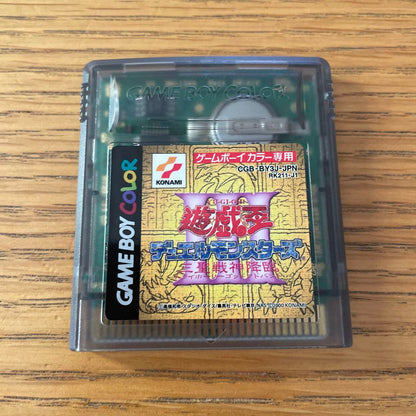 GAME BOY COLOR
GAME BOY COLOR
KONAMI
ゲームボーイカラー専用
CGB-BY3J-JPN
RK211-J1
遊戯王
デュエルモンスターズ
三聖戦神降臨